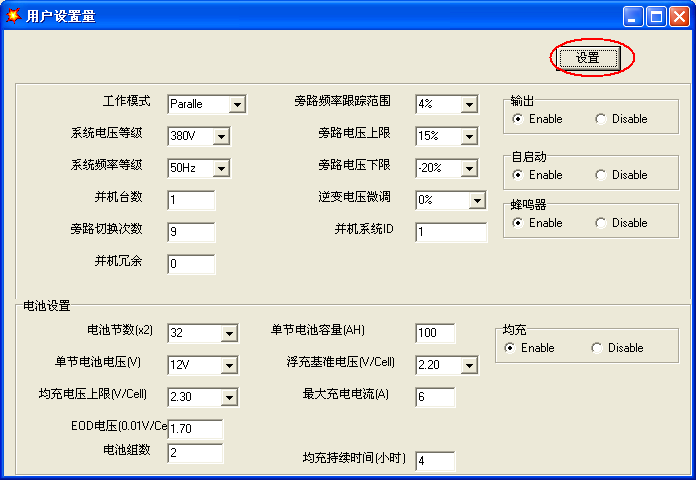 用户设置量
设置
工作模式 Paralle 旁路频率跟踪范围 4% 输出
Enable Disable
系统电压等级 380V 旁路电压上限 15%
系统频率等级 50Hz 旁路电压下限 -20% 自启动
Enable Disable
并机台数 1 逆变电压微调 0% 蜂鸣器
Enable Disable
旁路切换次数 9 并机系统ID 1
并机冗余 0
电池设置
电池节数(x2) 32 单节电池容量(AH) 100 均充
Enable Disable
单节电池电压(V) 12V 浮充基准电压(V/Cell) 2.20
均充电压上限(V/Cell) 2.30 最大充电电流(A) 6
EOD电压(0.01V/Ce 1.70
电池组数 2 均充持续时间(小时) 4